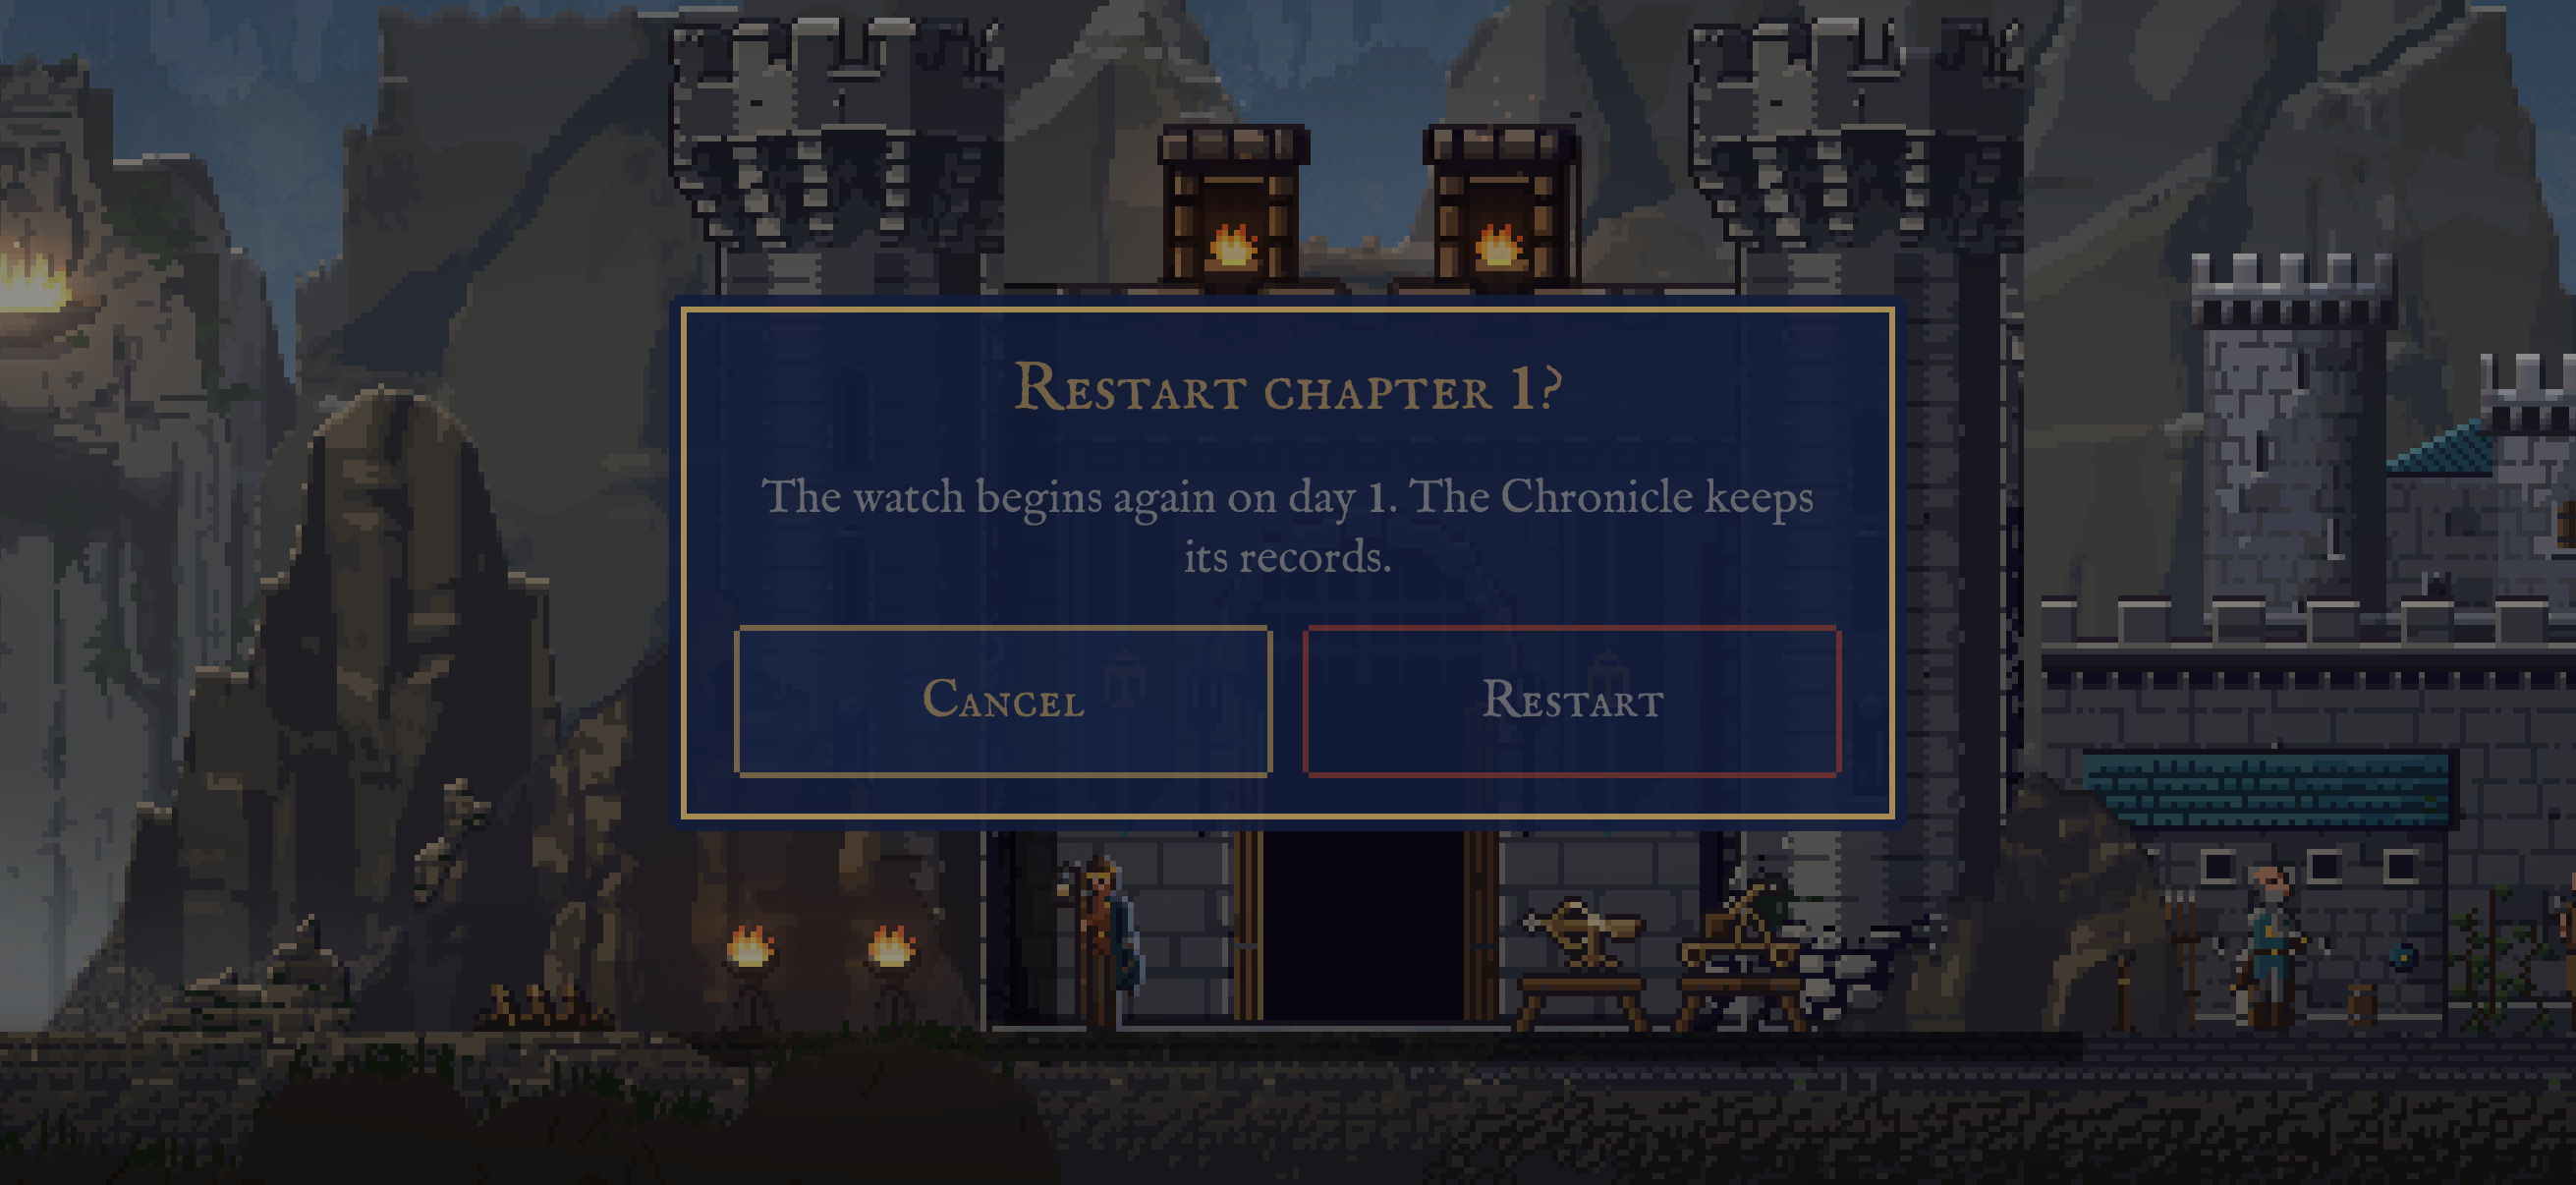 Restart chapter 1?
The watch begins again on day 1. The Chronicle keeps
its records.
Cancel
Restart